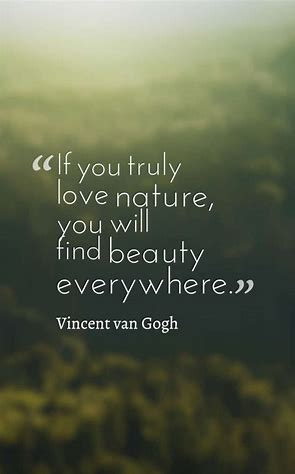 “If you truly
love nature,
you will
find beauty
everywhere.”
Vincent van Gogh